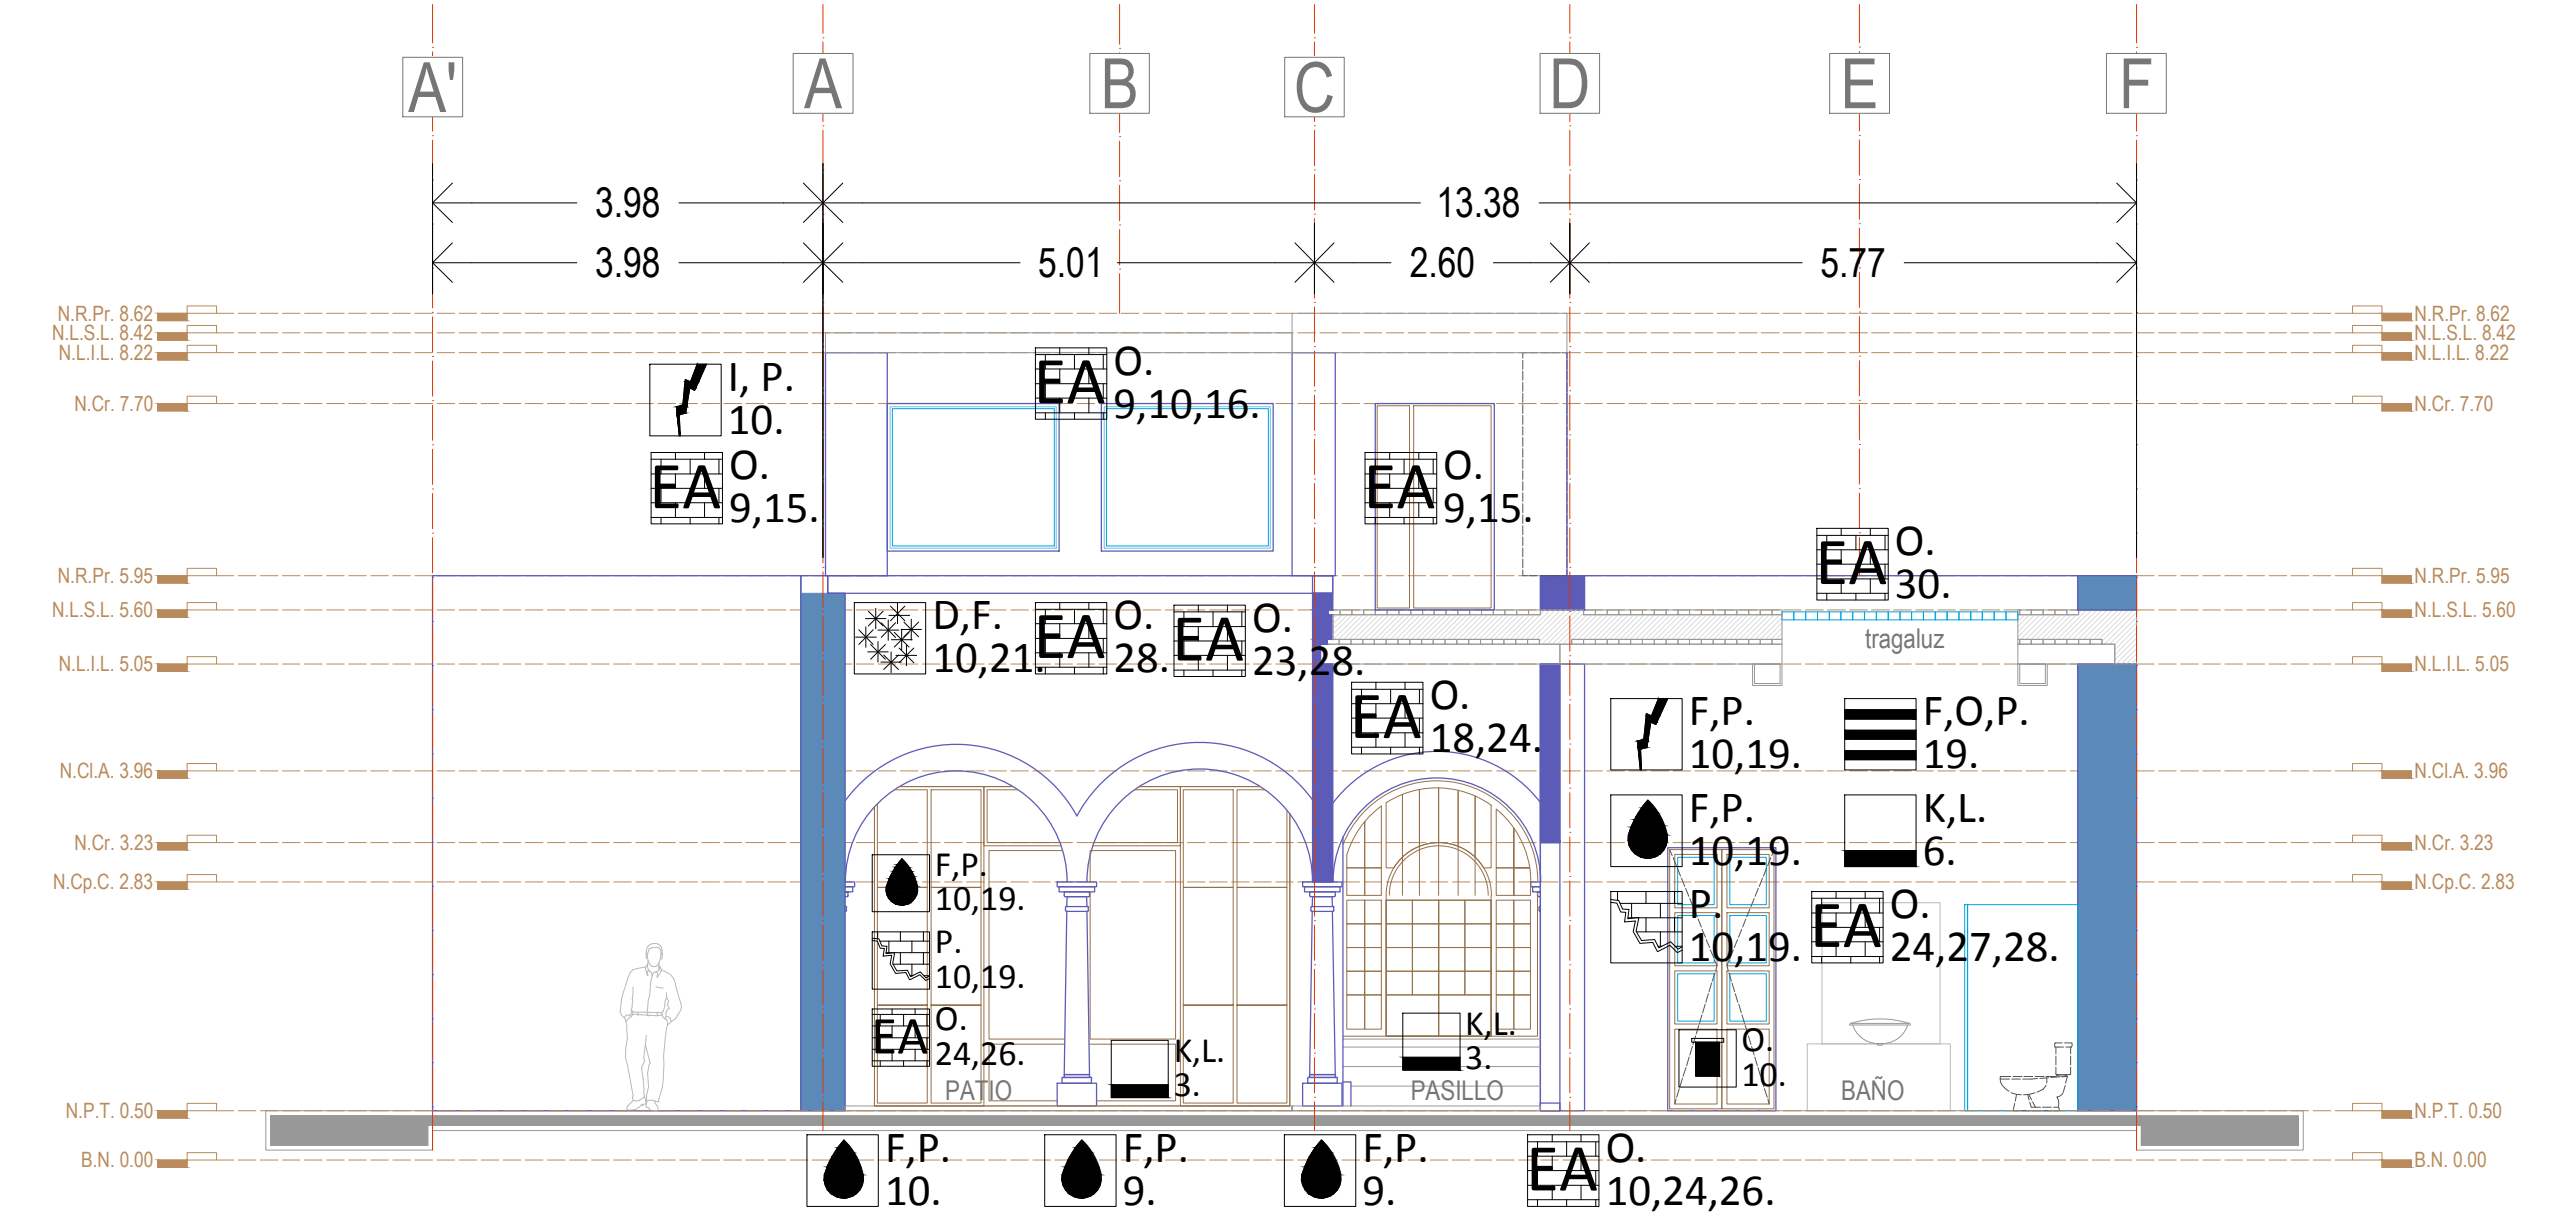 A' A B C D E F
3.98 13.38
3.98 5.01 2.60 5.77
N.R.Pr. 8.62 N.R.Pr. 8.62
N.L.S.L. 8.42 N.L.S.L. 8.42
N.L.I.L. 8.22 N.L.I.L. 8.22
I, P.
10.
EA O.
9,10,16.
N.Cr. 7.70 N.Cr. 7.70
EA O.
9,15.
EA O.
9,15.
EA O.
30.
N.R.Pr. 5.95 N.R.Pr. 5.95
N.L.S.L. 5.60 N.L.S.L. 5.60
D,F.
10,21.
EA O.
28.
EA O.
23,28.
tragaluz
N.L.I.L. 5.05 N.L.I.L. 5.05
EA O.
18,24.
F,P.
10,19.
F,O,P.
19.
N.Cl.A. 3.96 N.Cl.A. 3.96
F,P.
10,19.
K,L.
6.
N.Cr. 3.23 N.Cr. 3.23
N.Cp.C. 2.83 N.Cp.C. 2.83
F,P.
10,19.
P.
10,19.
EA O.
24,27,28.
P.
10,19.
EA O.
24,26.
K,L.
3.
K,L.
3.
O.
10.
PATIO PASILLO BAÑO
N.P.T. 0.50 N.P.T. 0.50
B.N. 0.00 B.N. 0.00
F,P.
10.
F,P.
9.
F,P.
9.
EA O.
10,24,26.